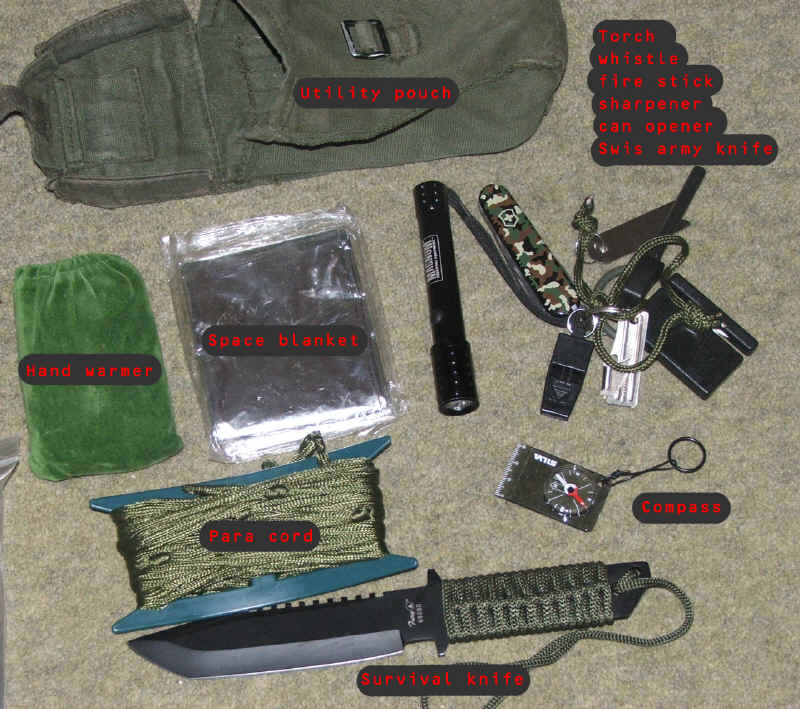 Torch
whistle
fire stick
sharpener
can opener
Swis army knife
Utility pouch
Space blanket
Hand warmer
Compass
Para cord
Survival knife
SILVA